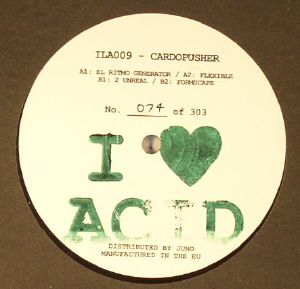 ILA009 - CARDOPUSHER
A1: EL RITMO GENERATOR / A2: FLEXIBLE
B1: 2 UNREAL / B2: FORMSCAPE
No. 074 of 303
I ♥
ACID
DISTRIBUTED BY JUNO
MANUFACTURED IN THE EU